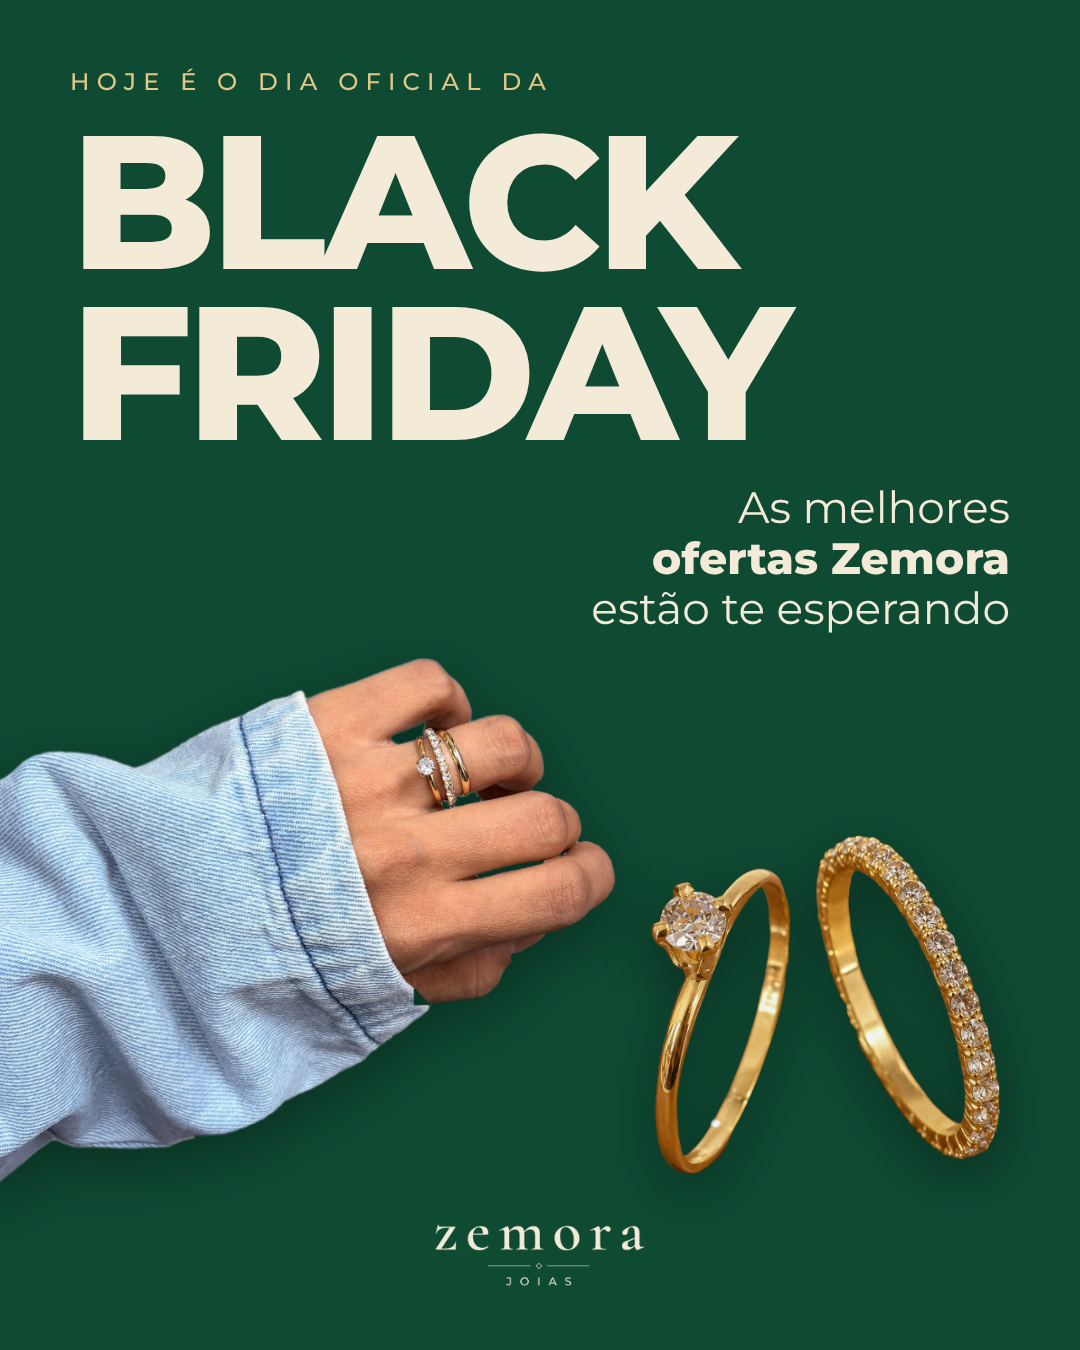 HOJE É O DIA OFICIAL DA
BLACK
FRIDAY
As melhores
ofertas Zemora
estão te esperando
zemora
JOIAS